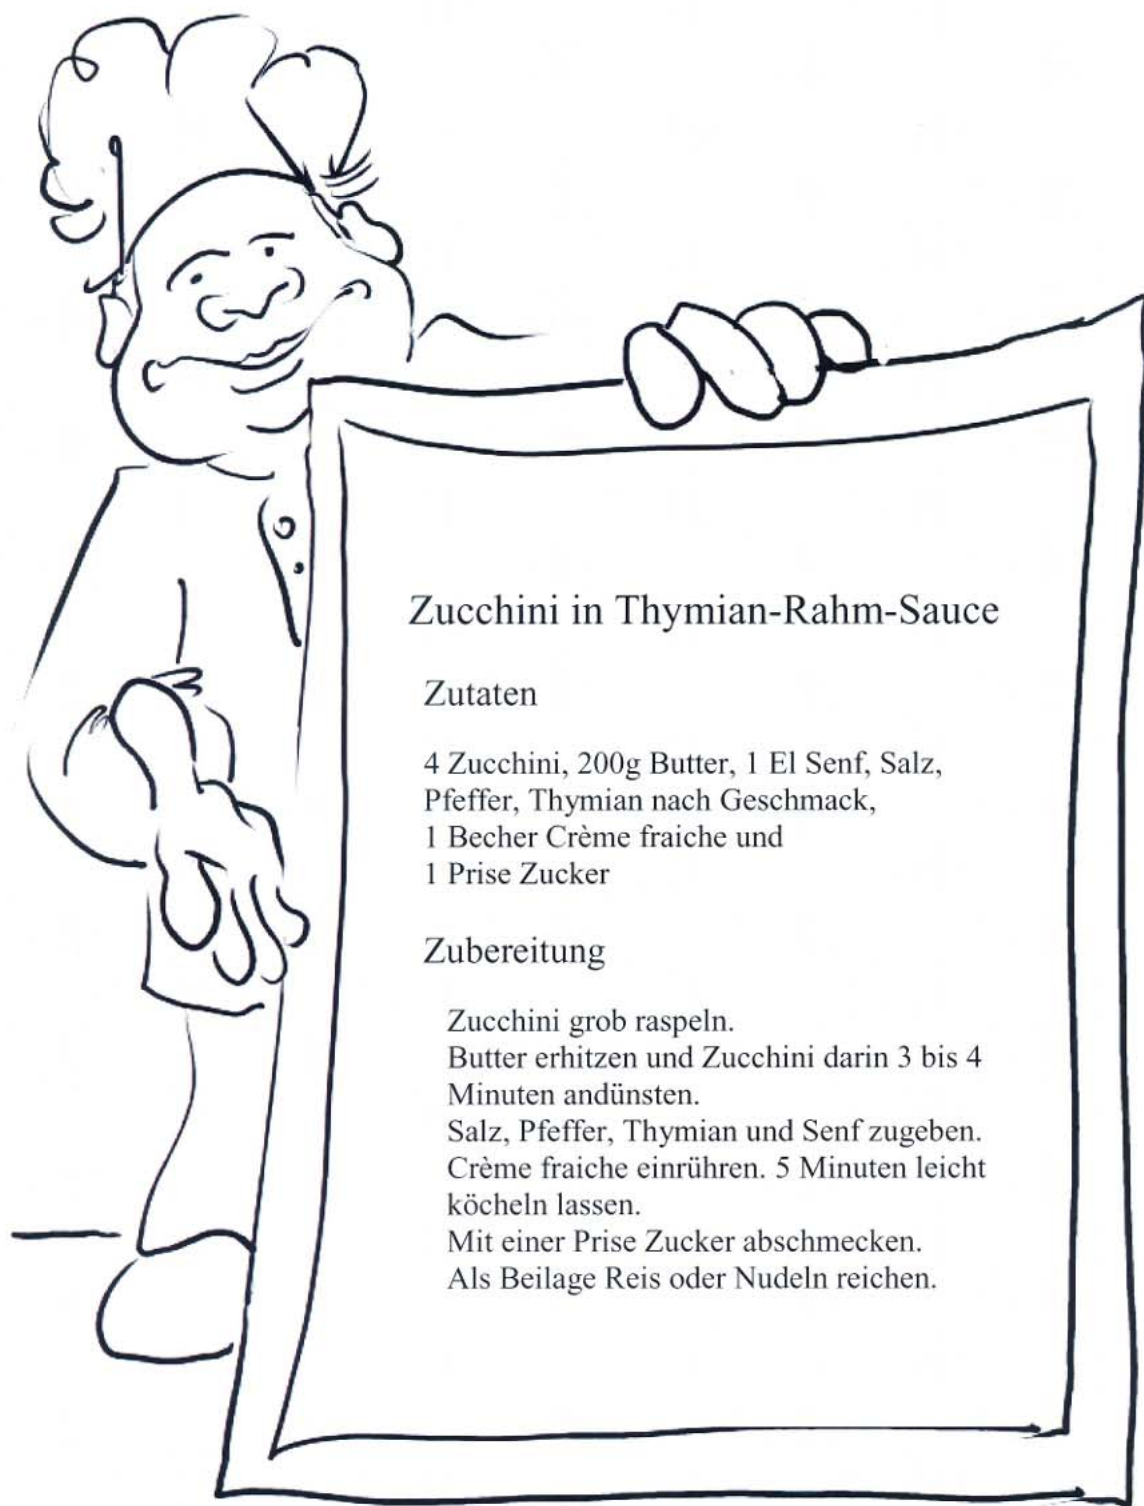 Zucchini in Thymian-Rahm-Sauce
Zutaten
4 Zucchini, 200g Butter, 1 El Senf, Salz,
Pfeffer, Thymian nach Geschmack,
1 Becher Crème fraiche und
1 Prise Zucker
Zubereitung
Zucchini grob raspeln.
Butter erhitzen und Zucchini darin 3 bis 4
Minuten andünsten.
Salz, Pfeffer, Thymian und Senf zugeben.
Crème fraiche einrühren. 5 Minuten leicht
köcheln lassen.
Mit einer Prise Zucker abschmecken.
Als Beilage Reis oder Nudeln reichen.